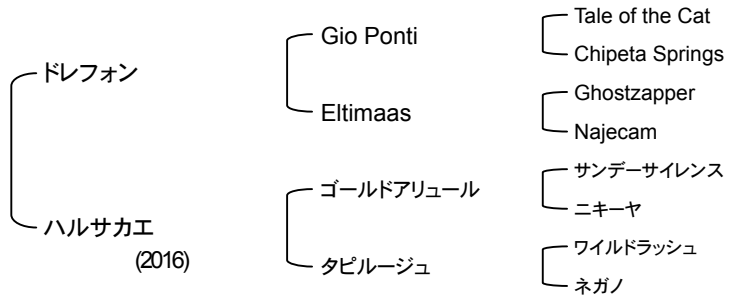 ドレフォン
ハルサカエ
(2016)
Gio Ponti
Eltimaas
ゴールドアリュール
タピルージュ
Tale of the Cat
Chipeta Springs
Ghostzapper
Najecam
サンデーサイレンス
ニキーヤ
ワイルドラッシュ
ネガノ